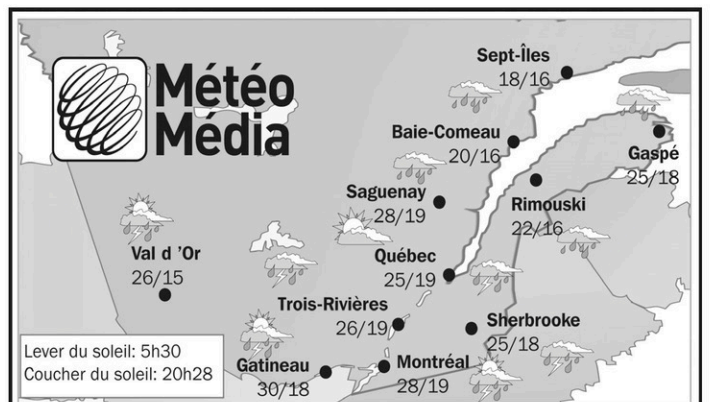 Météo
Média
Sept-Îles
18/16
Baie-Comeau
20/16
Gaspé
25/18
Saguenay
28/19
Rimouski
22/16
Val d ’Or
26/15
Québec
25/19
Trois-Rivières
26/19
Sherbrooke
25/18
Lever du soleil: 5h30
Coucher du soleil: 20h28
Gatineau
30/18
Montréal
28/19